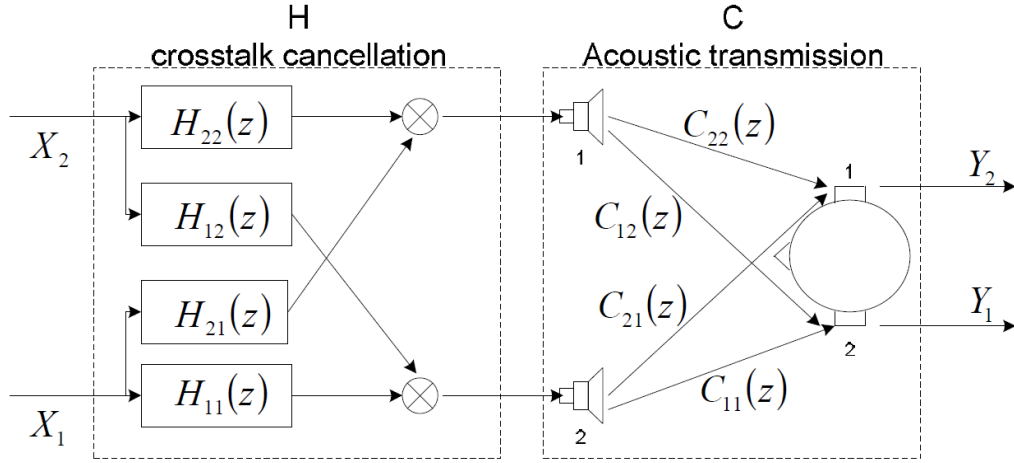 H
crosstalk cancellation
C
Acoustic transmission
X₂
H₂₂(z)
H₁₂(z)
H₂₁(z)
H₁₁(z)
X₁
1
2
C₂₂(z)
C₁₂(z)
C₂₁(z)
C₁₁(z)
1
2
Y₂
Y₁